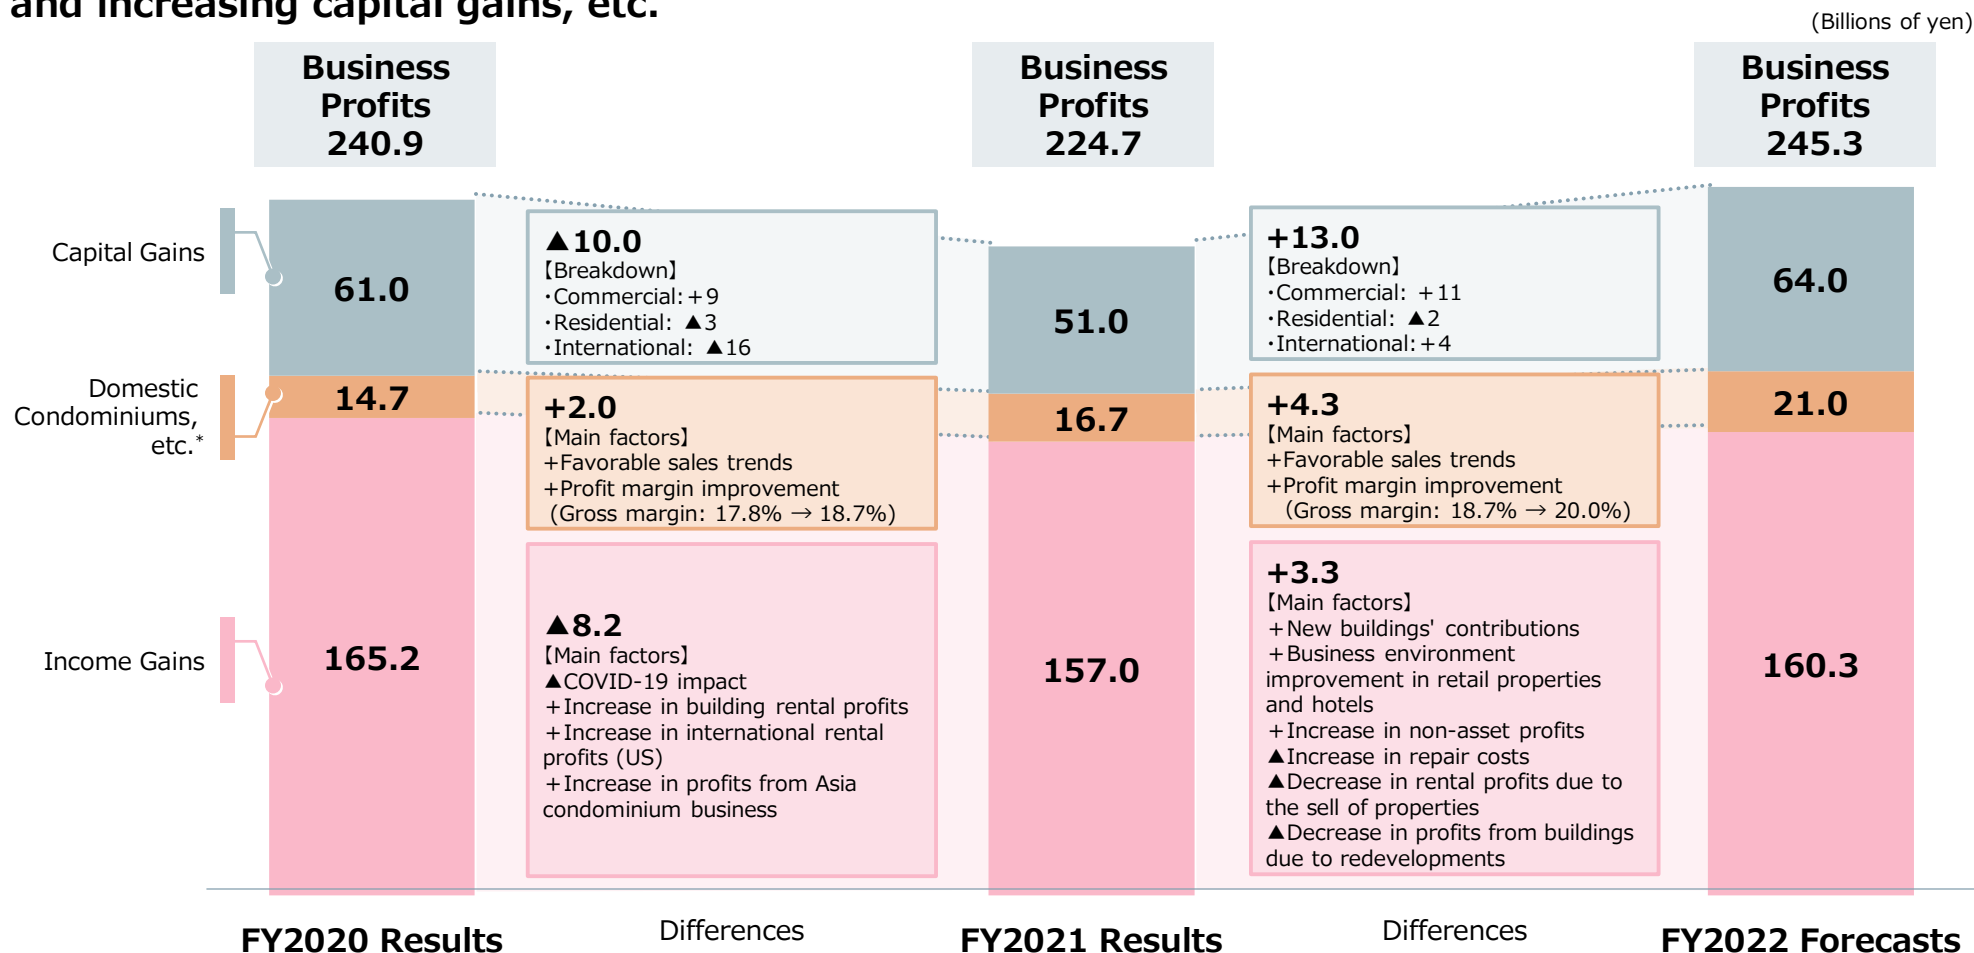 and increasing capital gains, etc.
(Billions of yen)
Business
Profits
240.9
Business
Profits
224.7
Business
Profits
245.3
Capital Gains
61.0
▲10.0
【Breakdown】
・Commercial:+9
・Residential: ▲3
・International: ▲16
51.0
+13.0
【Breakdown】
・Commercial: +11
・Residential: ▲2
・International:+4
64.0
Domestic
Condominiums,
etc.*
14.7
+2.0
【Main factors】
+Favorable sales trends
+Profit margin improvement
(Gross margin: 17.8% → 18.7%)
16.7
+4.3
【Main factors】
+Favorable sales trends
+Profit margin improvement
(Gross margin: 18.7% → 20.0%)
21.0
Income Gains
165.2
▲8.2
【Main factors】
▲COVID-19 impact
+Increase in building rental profits
+Increase in international rental
profits (US)
+Increase in profits from Asia
condominium business
157.0
+3.3
【Main factors】
+New buildings' contributions
+Business environment
improvement in retail properties
and hotels
+Increase in non-asset profits
▲Increase in repair costs
▲Decrease in rental profits due to
the sell of properties
▲Decrease in profits from buildings
due to redevelopments
160.3
FY2020 Results
Differences
FY2021 Results
Differences
FY2022 Forecasts